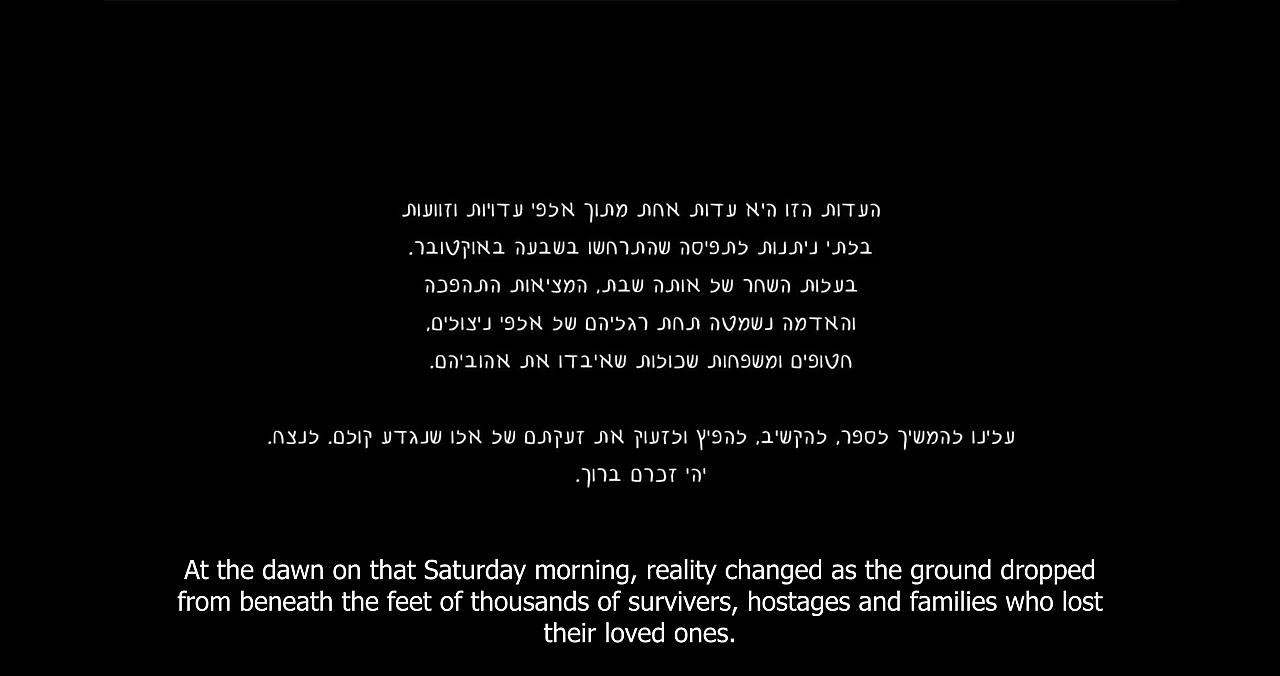 העדות הזו היא עדות אחת מתוך אלפי עדויות וזוועות
בלתי ניתנות לתפיסה שהתרחשו בשבעה באוקטובר.
בעלות השחר של אותה שבת, המציאות התהפכה
והאדמה נשמטה תחת רגליהם של אלפי ניצולים,
חטופים ומשפחות שכולות שאיבדו את אהוביהם.
עלינו להמשיך לספר, להקשיב, להפיץ ולזעוק את זעקתם של אלו שנגדע קולם. לנצח.
יהי זכרם ברוך.
At the dawn on that Saturday morning, reality changed as the ground dropped
from beneath the feet of thousands of survivers, hostages and families who lost
their loved ones.